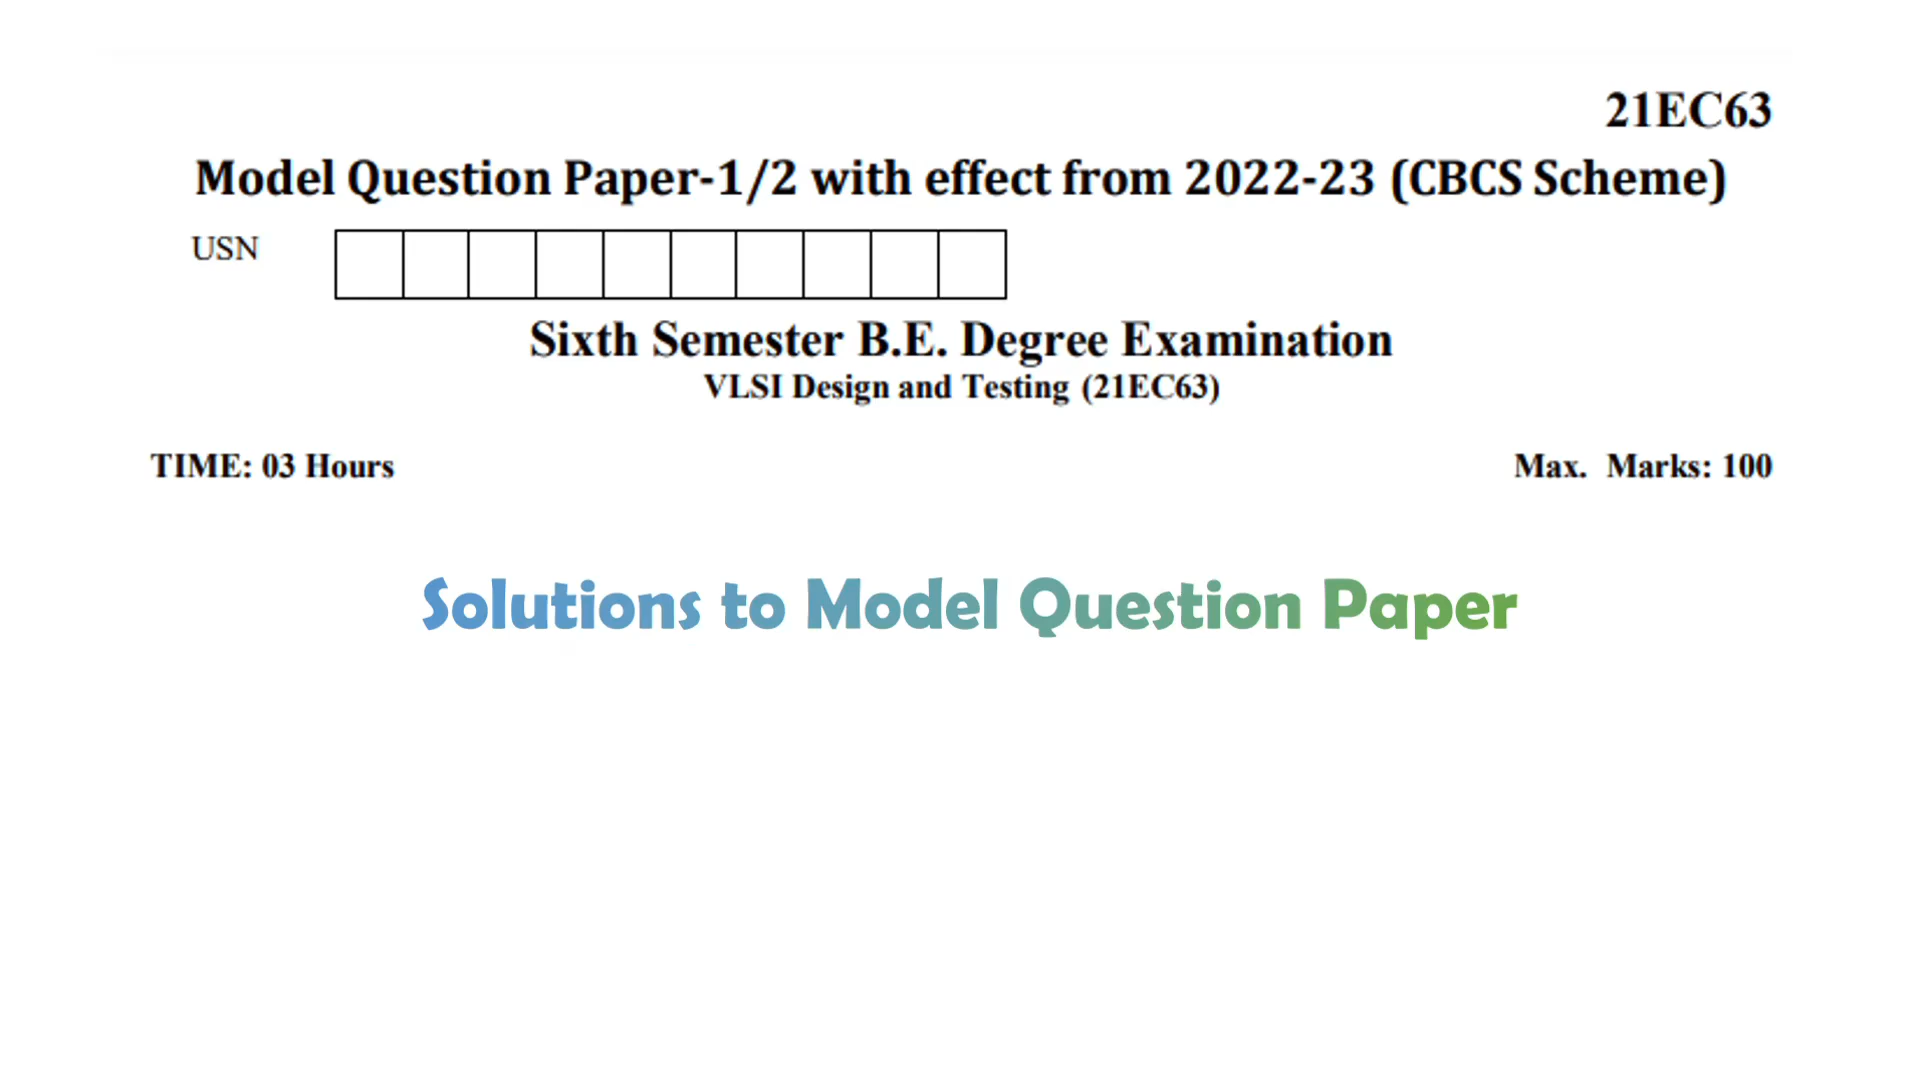 21EC63
Model Question Paper-1/2 with effect from 2022-23 (CBCS Scheme)
USN
Sixth Semester B.E. Degree Examination
VLSI Design and Testing (21EC63)
TIME: 03 Hours Max. Marks: 100
Solutions to Model Question Paper